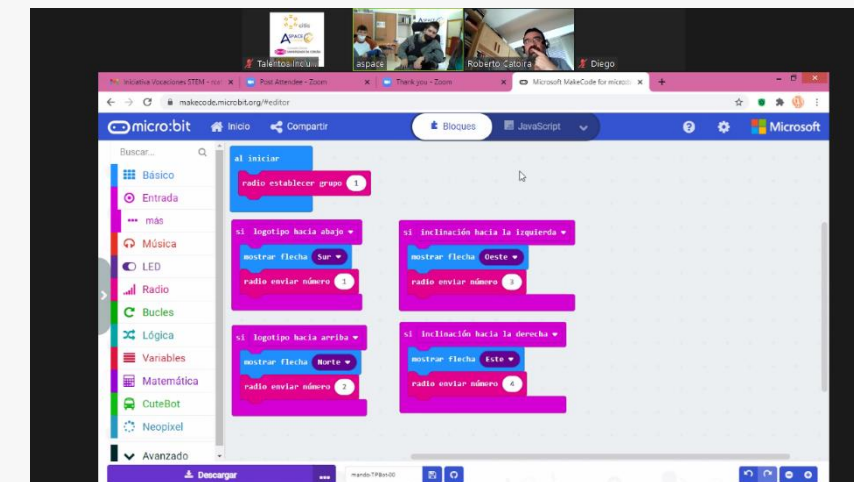 Talentos Inclu...
aspace
Roberto Catoira
Diego
Iniciativa Vocaciones STEM -
Post Attendee - Zoom
Thank you - Zoom
Microsoft MakeCode for micro:b
makecode.microbit.org/#editor
micro:bit
Inicio
Compartir
Bloques
JavaScript
Microsoft
Buscar...
Básico
Entrada
más
Música
LED
Radio
Bucles
Lógica
Variables
Matemática
CuteBot
Neopixel
Avanzado
al iniciar
radio establecer grupo 1
si logotipo hacia abajo
mostrar flecha Sur
radio enviar número 1
si inclinación hacia la izquierda
mostrar flecha Oeste
radio enviar número 3
si logotipo hacia arriba
mostrar flecha Norte
radio enviar número 2
si inclinación hacia la derecha
mostrar flecha Este
radio enviar número 4
Descargar